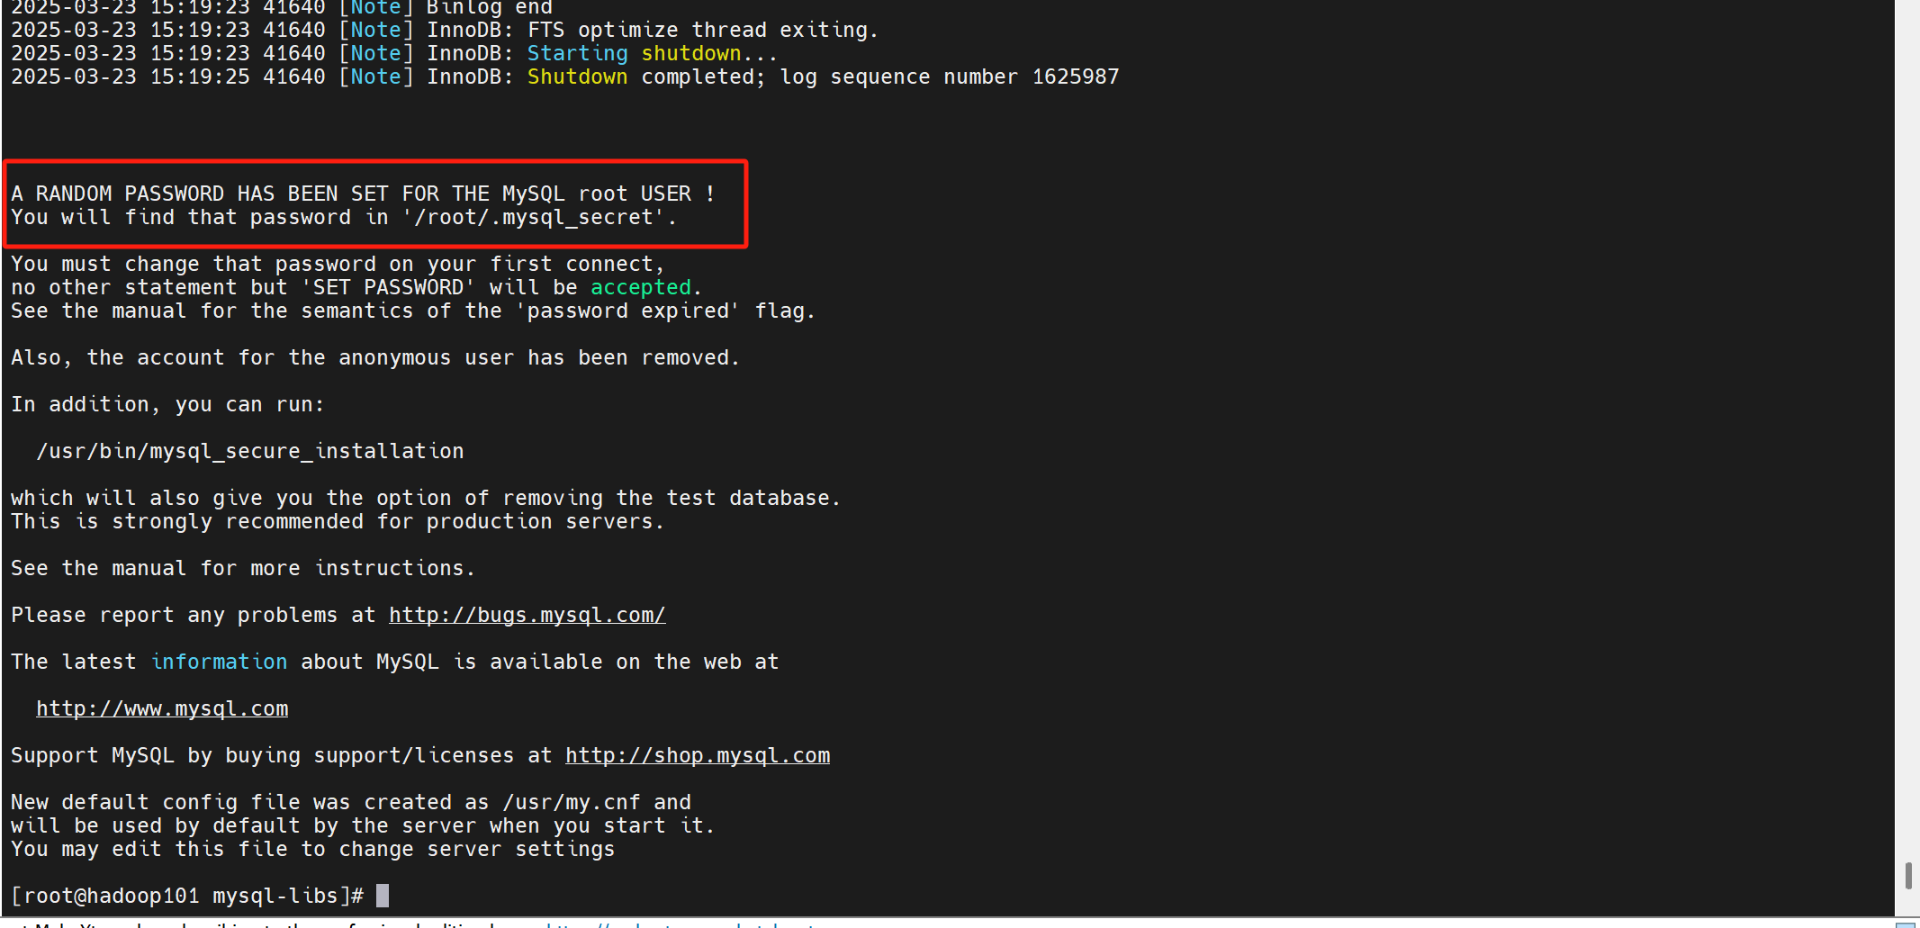 2025-03-23 15:19:23 41640 [Note] Binlog end
2025-03-23 15:19:23 41640 [Note] InnoDB: FTS optimize thread exiting.
2025-03-23 15:19:23 41640 [Note] InnoDB: Starting shutdown...
2025-03-23 15:19:25 41640 [Note] InnoDB: Shutdown completed; log sequence number 1625987
A RANDOM PASSWORD HAS BEEN SET FOR THE MySQL root USER !
You will find that password in '/root/.mysql_secret'.
You must change that password on your first connect,
no other statement but 'SET PASSWORD' will be accepted.
See the manual for the semantics of the 'password expired' flag.
Also, the account for the anonymous user has been removed.
In addition, you can run:
/usr/bin/mysql_secure_installation
which will also give you the option of removing the test database.
This is strongly recommended for production servers.
See the manual for more instructions.
Please report any problems at http://bugs.mysql.com/
The latest information about MySQL is available on the web at
http://www.mysql.com
Support MySQL by buying support/licenses at http://shop.mysql.com
New default config file was created as /usr/my.cnf and
will be used by default by the server when you start it.
You may edit this file to change server settings
[root@hadoop101 mysql-libs]#